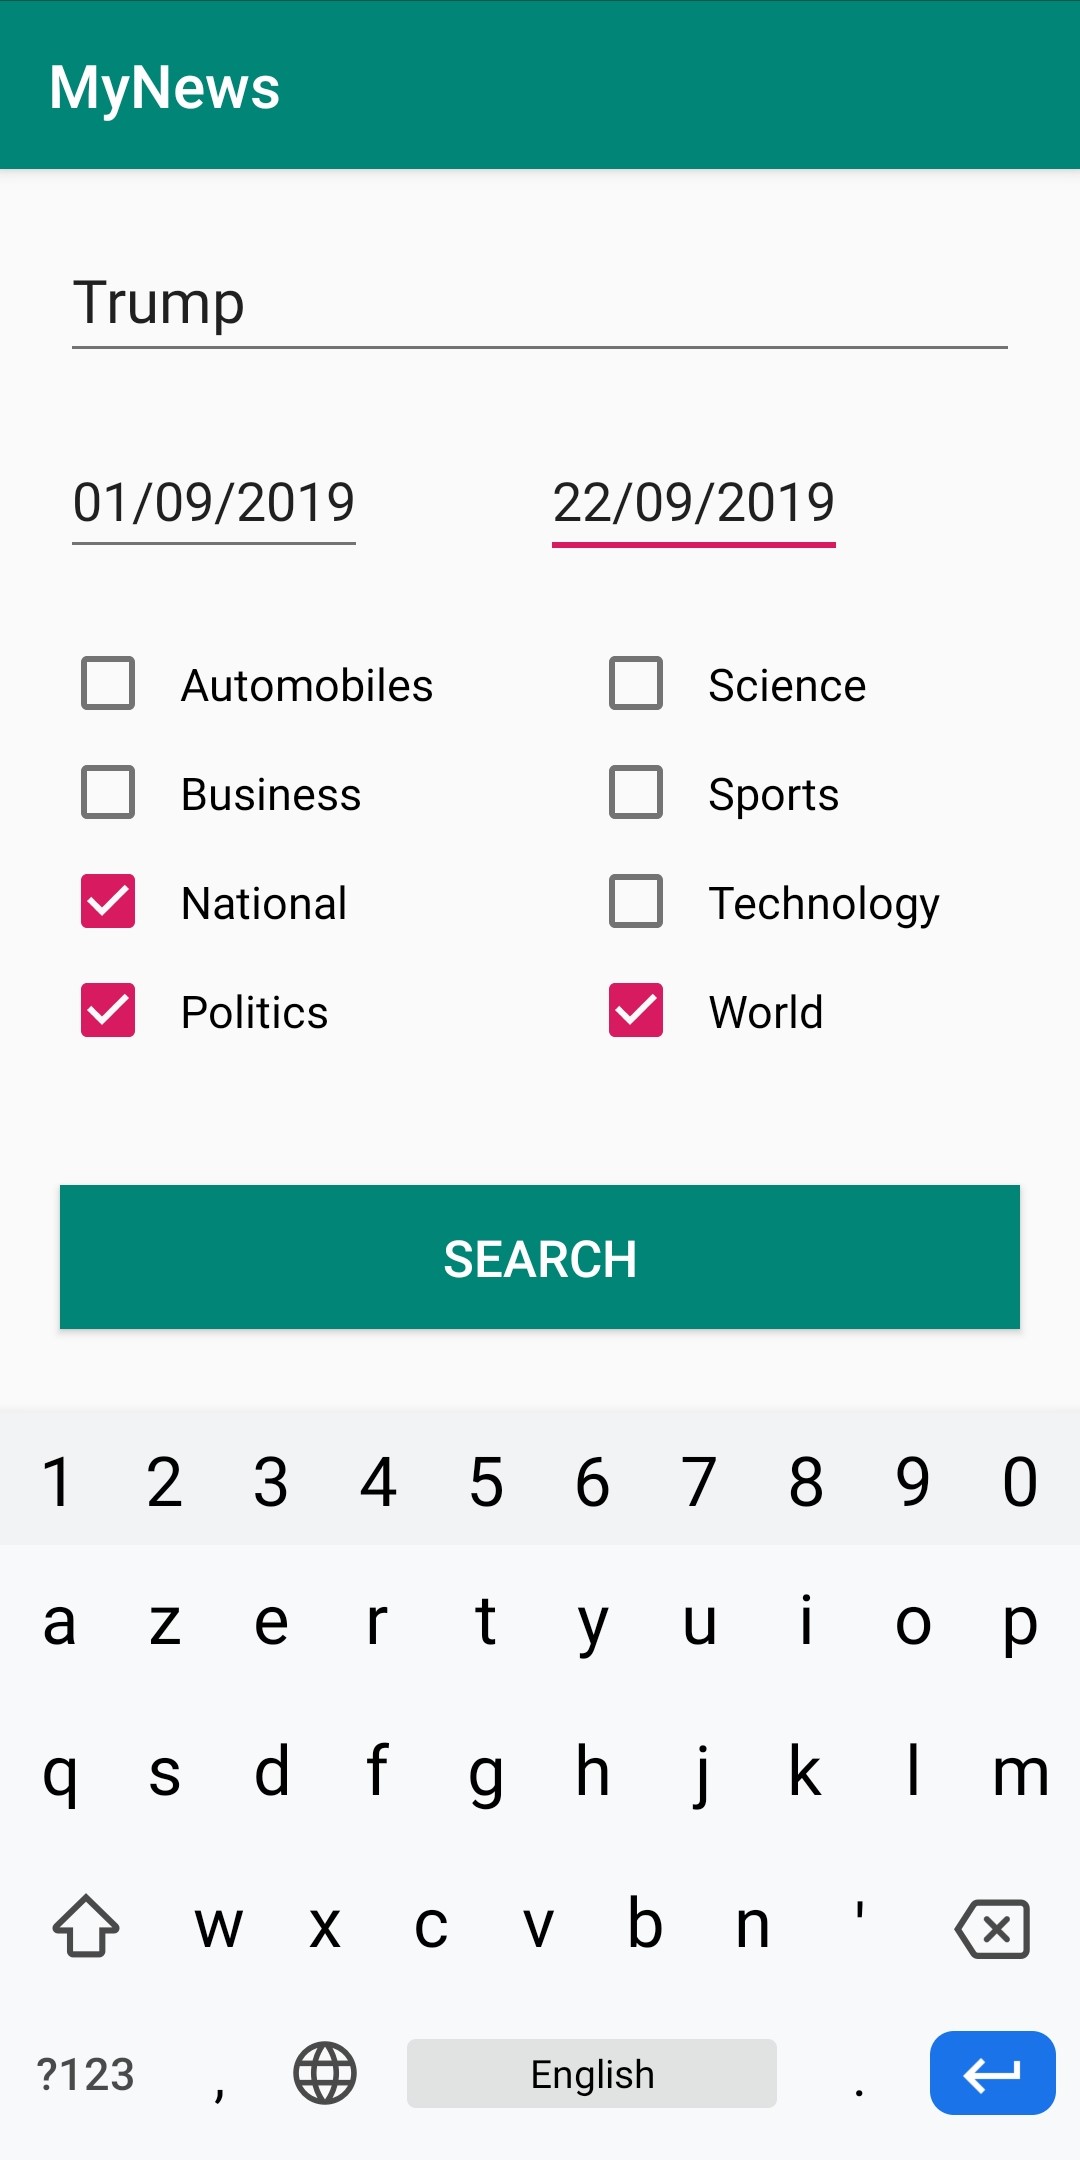 MyNews
Trump
01/09/2019 22/09/2019
Automobiles Science
Business Sports
National Technology
Politics World
SEARCH
1 2 3 4 5 6 7 8 9 0
a z e r t y u i o p
q s d f g h j k l m
w x c v b n '
?123 , English .